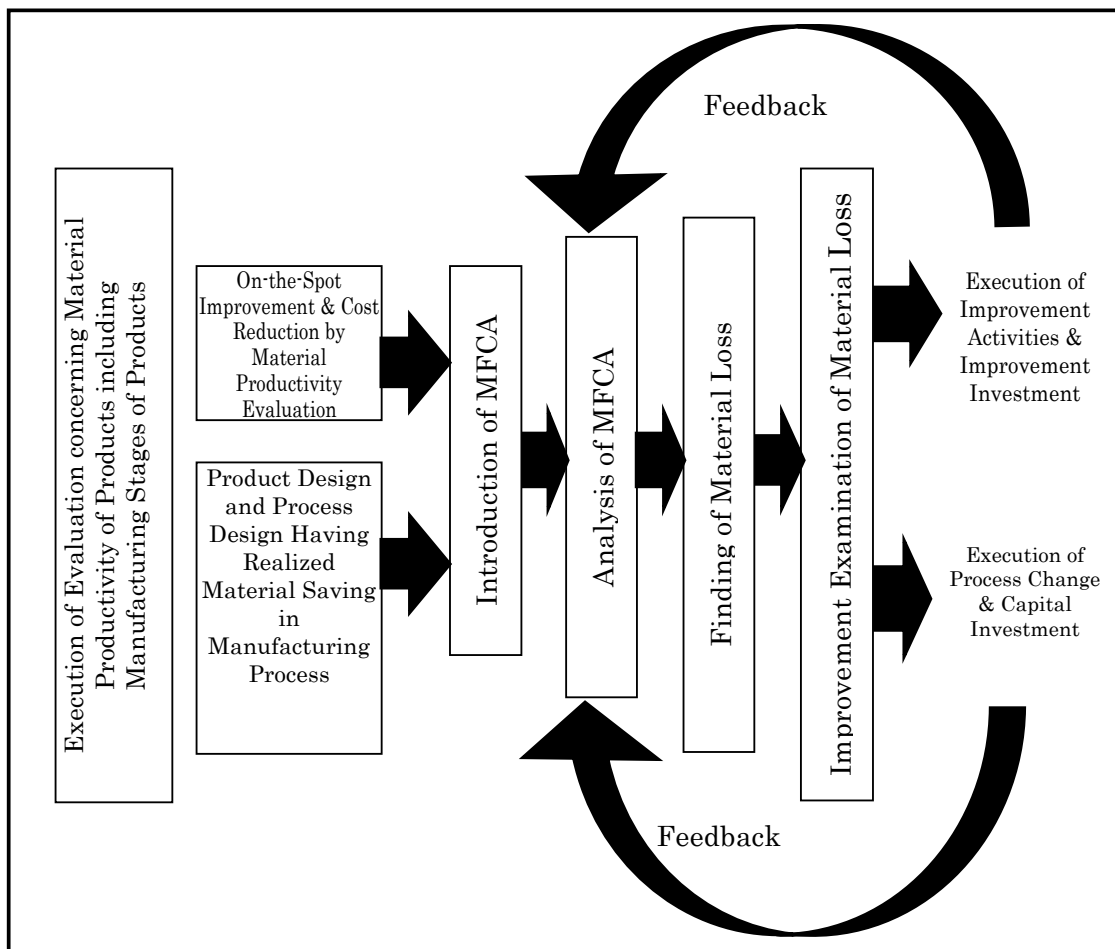 Execution of Evaluation concerning Material
Productivity of Products including
Manufacturing Stages of Products
On-the-Spot
Improvement & Cost
Reduction by
Material
Productivity
Evaluation
Product Design
and Process
Design Having
Realized
Material Saving
in
Manufacturing
Process
Introduction of MFCA
Analysis of MFCA
Finding of Material Loss
Improvement Examination of Material Loss
Feedback
Execution of
Improvement
Activities &
Improvement
Investment
Execution of
Process Change
& Capital
Investment
Feedback